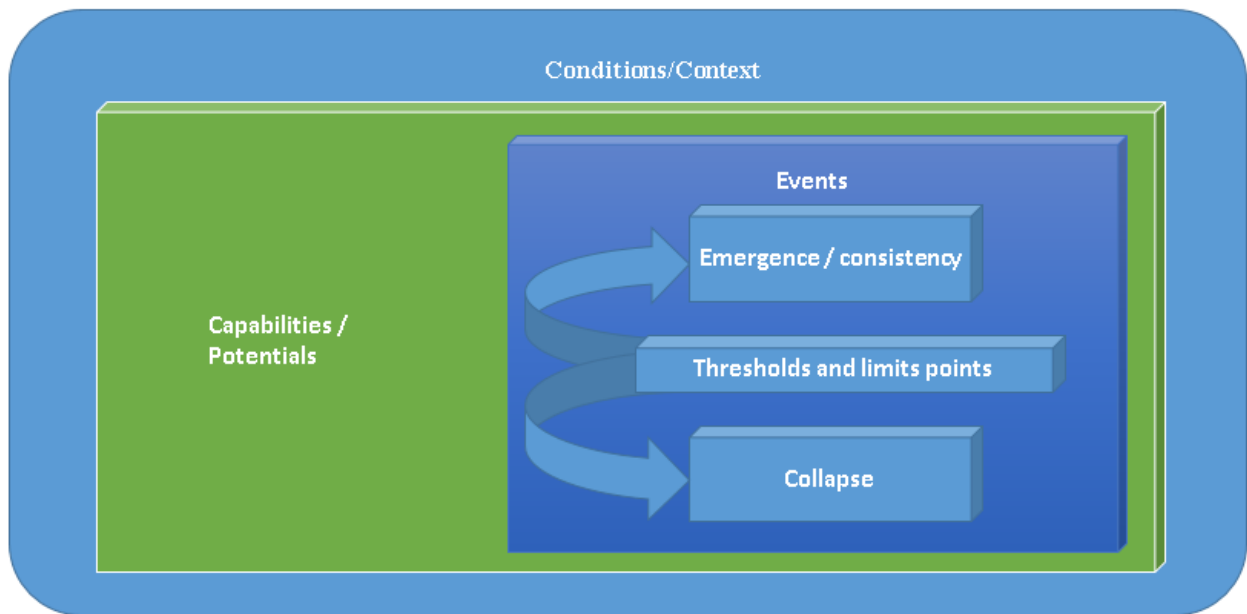 Conditions/Context
Events
Emergence / consistency
Capabilities /
Potentials
Thresholds and limits points
Collapse